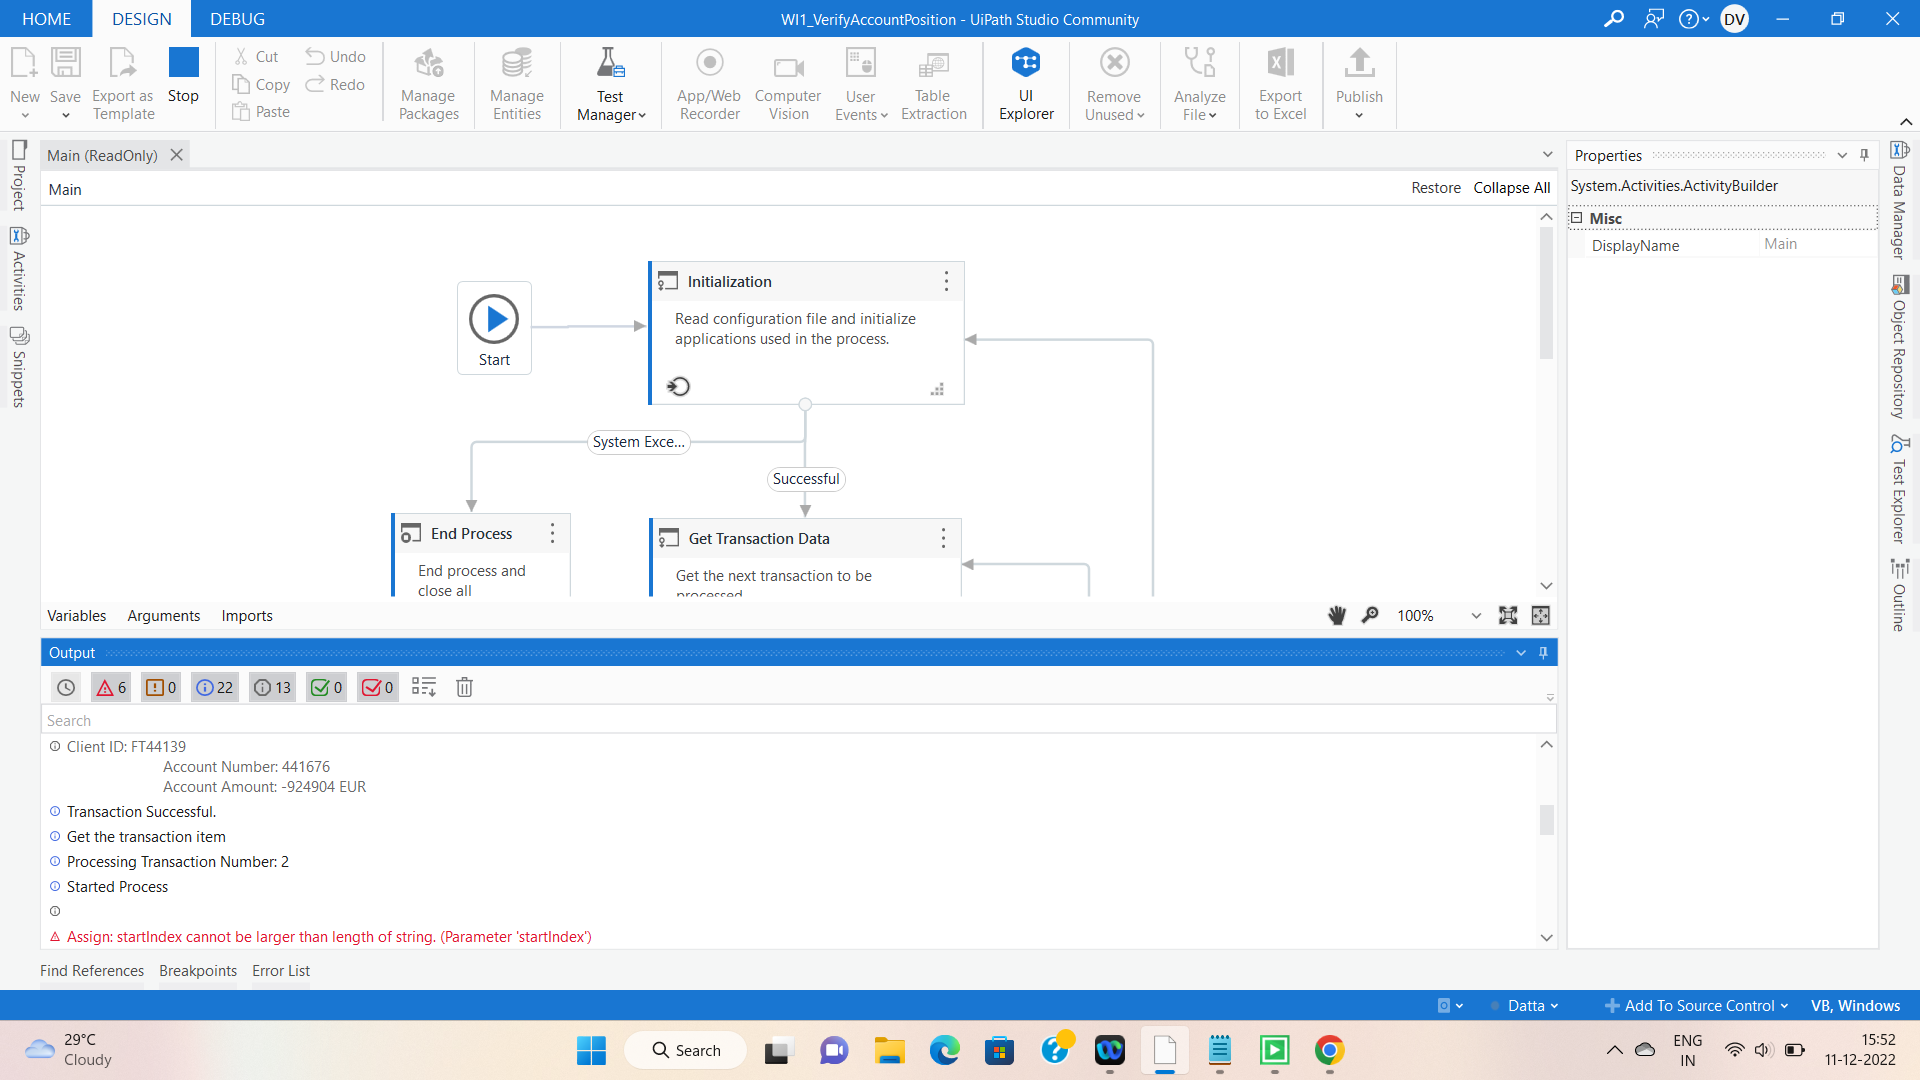 HOME
DESIGN
DEBUG
WI1_VerifyAccountPosition - UiPath Studio Community
DV
New
Save
Export as
Template
Stop
Cut
Copy
Paste
Undo
Redo
Manage
Packages
Manage
Entities
Test
Manager
App/Web
Recorder
Computer
Vision
User
Events
Table
Extraction
UI
Explorer
Remove
Unused
Analyze
File
Export
to Excel
Publish
Project
Activities
Snippets
Main (ReadOnly)
Main
Restore
Collapse All
Start
Initialization
Read configuration file and initialize
applications used in the process.
System Exce...
Successful
End Process
End process and
close all
Get Transaction Data
Get the next transaction to be
processed
Variables
Arguments
Imports
100%
Properties
System.Activities.ActivityBuilder
Misc
DisplayName
Main
Data Manager
Object Repository
Test Explorer
Outline
Output
6
0
22
13
0
0
Search
Client ID: FT44139
Account Number: 441676
Account Amount: -924904 EUR
Transaction Successful.
Get the transaction item
Processing Transaction Number: 2
Started Process
Assign: startIndex cannot be larger than length of string. (Parameter 'startIndex')
Find References
Breakpoints
Error List
Datta
Add To Source Control
VB, Windows
29°C
Cloudy
Search
ENG
IN
15:52
11-12-2022